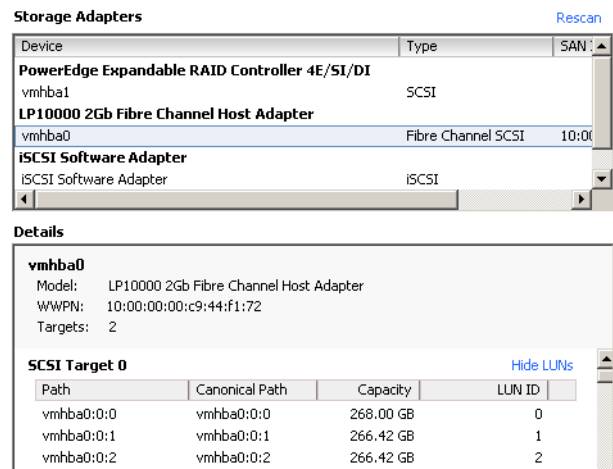 Storage Adapters Rescan
Device Type SAN
PowerEdge Expandable RAID Controller 4E/SI/DI
vmhba1 SCSI
LP10000 2Gb Fibre Channel Host Adapter
vmhba0 Fibre Channel SCSI 10:00
iSCSI Software Adapter
iSCSI Software Adapter iSCSI
Details
vmhba0
Model: LP10000 2Gb Fibre Channel Host Adapter
WWPN: 10:00:00:00:c9:44:f1:72
Targets: 2
SCSI Target 0 Hide LUNs
Path Canonical Path Capacity LUN ID
vmhba0:0:0 vmhba0:0:0 268.00 GB 0
vmhba0:0:1 vmhba0:0:1 266.42 GB 1
vmhba0:0:2 vmhba0:0:2 266.42 GB 2